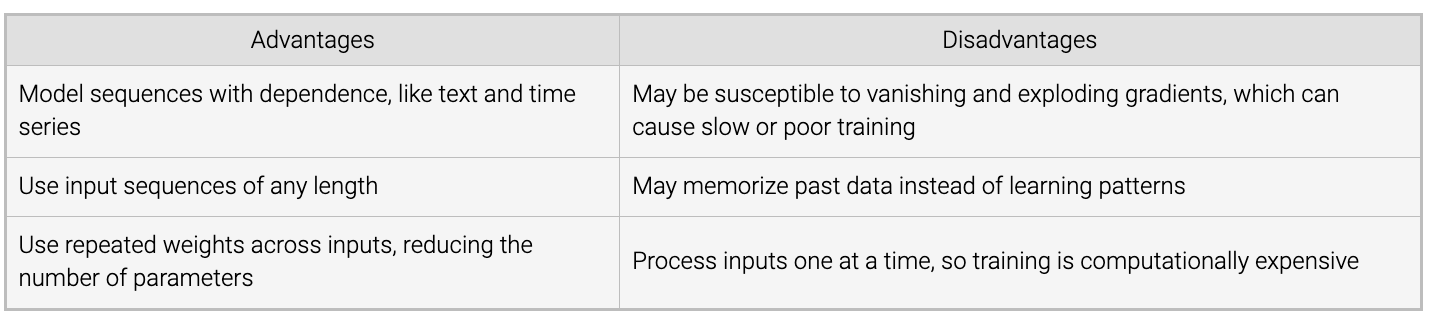 Advantages
Disadvantages
Model sequences with dependence, like text and time
series
May be susceptible to vanishing and exploding gradients, which can
cause slow or poor training
Use input sequences of any length
May memorize past data instead of learning patterns
Use repeated weights across inputs, reducing the
number of parameters
Process inputs one at a time, so training is computationally expensive